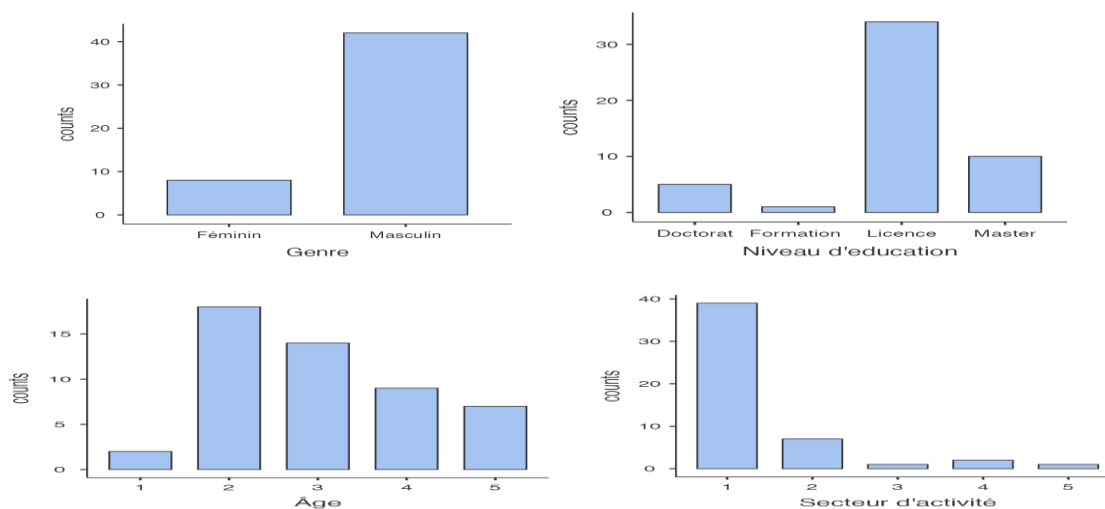 counts
40
30
20
10
0
Féminin Masculin
Genre
counts
30
20
10
0
Doctorat Formation Licence Master
Niveau d'education
counts
15
10
5
0
1 2 3 4 5
Âge
counts
40
30
20
10
0
1 2 3 4 5
Secteur d'activité